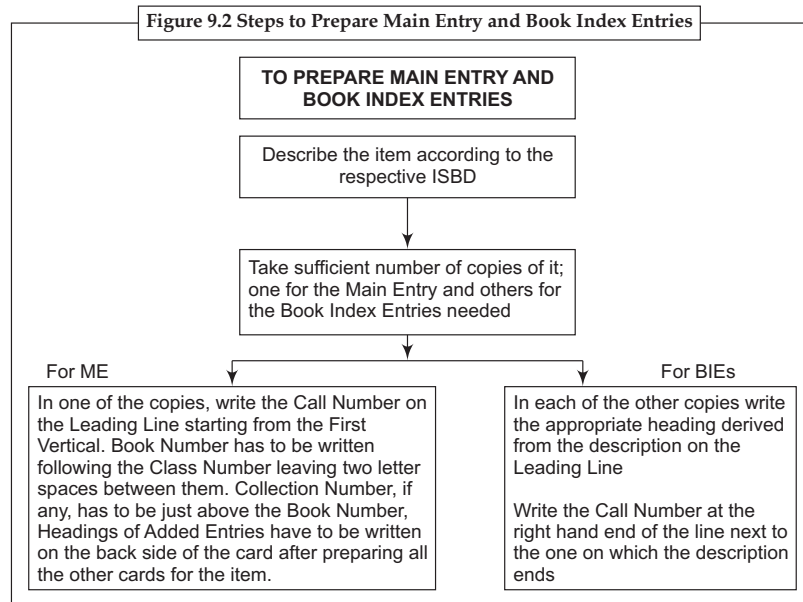 Figure 9.2 Steps to Prepare Main Entry and Book Index Entries
TO PREPARE MAIN ENTRY AND
BOOK INDEX ENTRIES
Describe the item according to the
respective ISBD
Take sufficient number of copies of it;
one for the Main Entry and others for
the Book Index Entries needed
For ME
In one of the copies, write the Call Number on
the Leading Line starting from the First
Vertical. Book Number has to be written
following the Class Number leaving two letter
spaces between them. Collection Number, if
any, has to be just above the Book Number,
Headings of Added Entries have to be written
on the back side of the card after preparing all
the other cards for the item.
For BIEs
In each of the other copies write
the appropriate heading derived
from the description on the
Leading Line
Write the Call Number at the
right hand end of the line next to
the one on which the description
ends